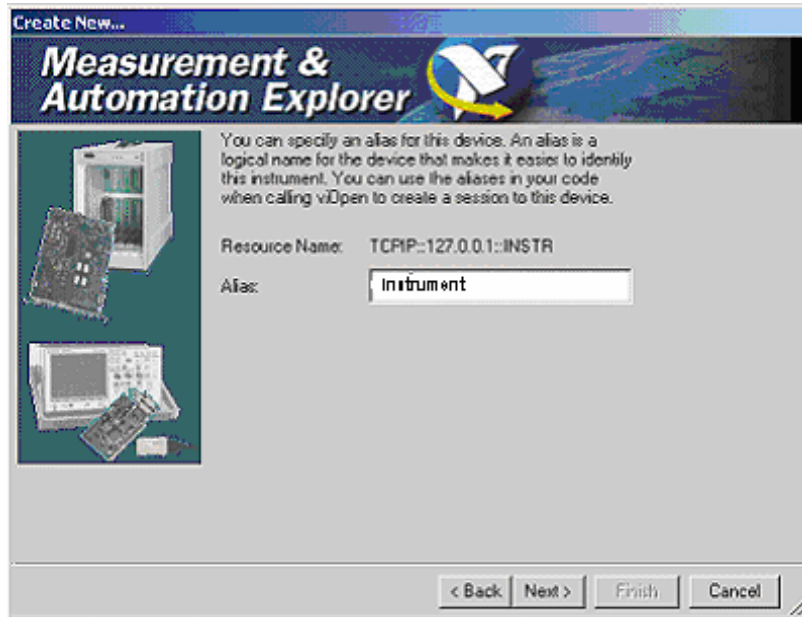 Create New...
Measurement &
Automation Explorer
You can specify an alias for this device. An alias is a
logical name for the device that makes it easier to identify
this instrument. You can use the aliases in your code
when calling viOpen to create a session to this device.
Resource Name: TCPIP::127.0.0.1::INSTR
Alias: Instrument
< Back Next > Finish Cancel